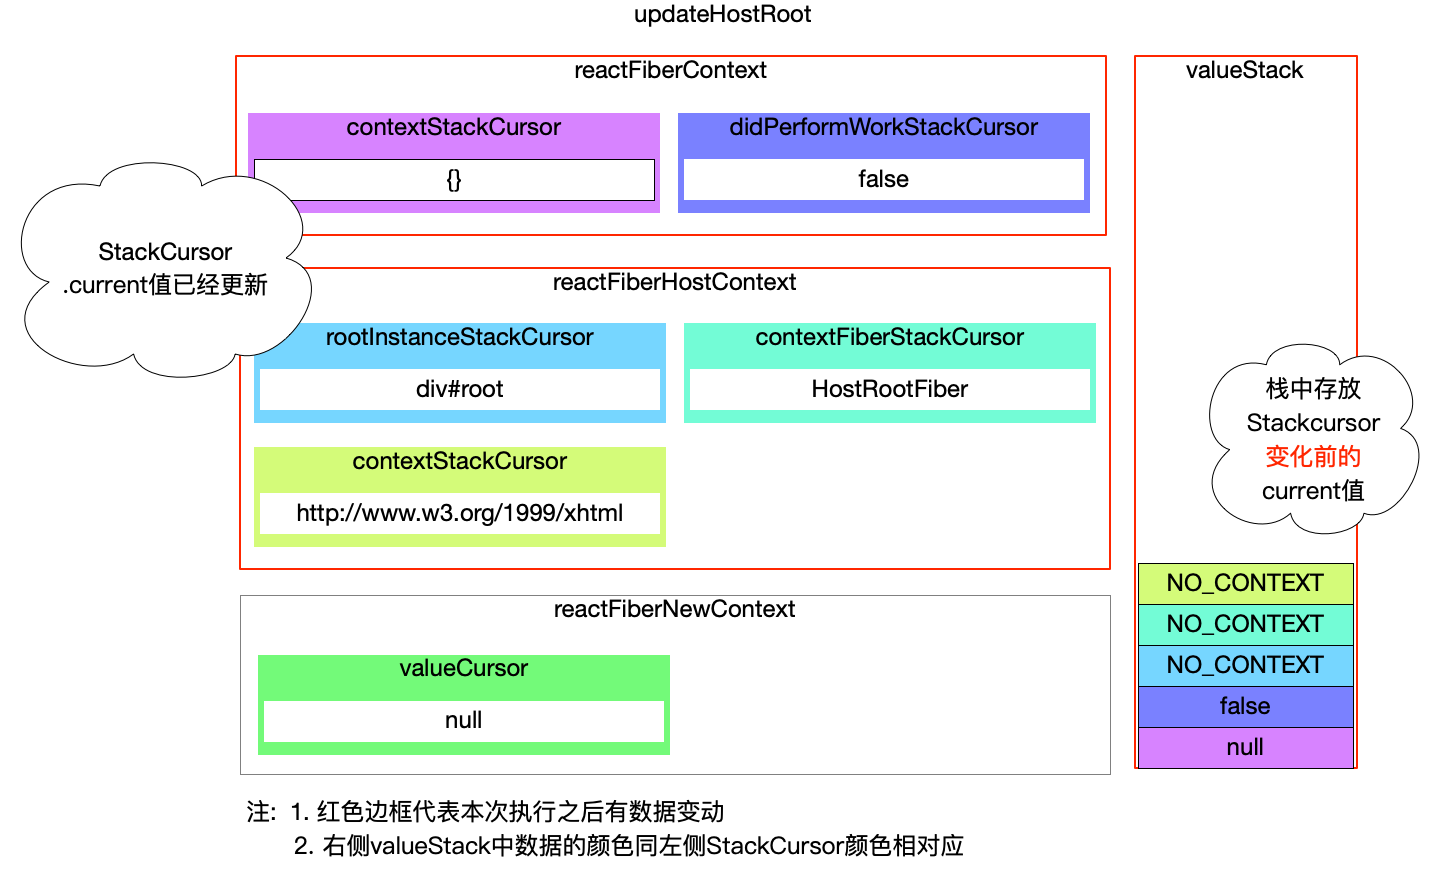 updateHostRoot
reactFiberContext
contextStackCursor
{}
didPerformWorkStackCursor
false
StackCursor
.current值已经更新
reactFiberHostContext
rootInstanceStackCursor
div#root
contextFiberStackCursor
HostRootFiber
contextStackCursor
http://www.w3.org/1999/xhtml
reactFiberNewContext
valueCursor
null
valueStack
栈中存放
Stackcursor
变化前的
current值
NO_CONTEXT
NO_CONTEXT
NO_CONTEXT
false
null
注: 1. 红色边框代表本次执行之后有数据变动
2. 右侧valueStack中数据的颜色同左侧StackCursor颜色相对应